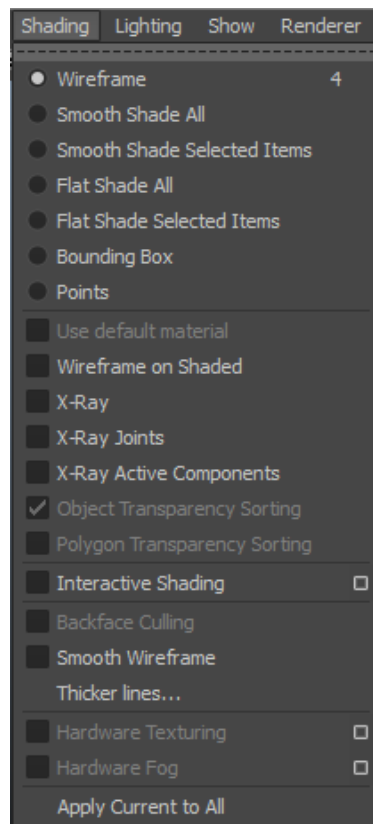 Shading Lighting Show Renderer
Wireframe 4
Smooth Shade All
Smooth Shade Selected Items
Flat Shade All
Flat Shade Selected Items
Bounding Box
Points
Use default material
Wireframe on Shaded
X-Ray
X-Ray Joints
X-Ray Active Components
Object Transparency Sorting
Polygon Transparency Sorting
Interactive Shading
Backface Culling
Smooth Wireframe
Thicker lines...
Hardware Texturing
Hardware Fog
Apply Current to All